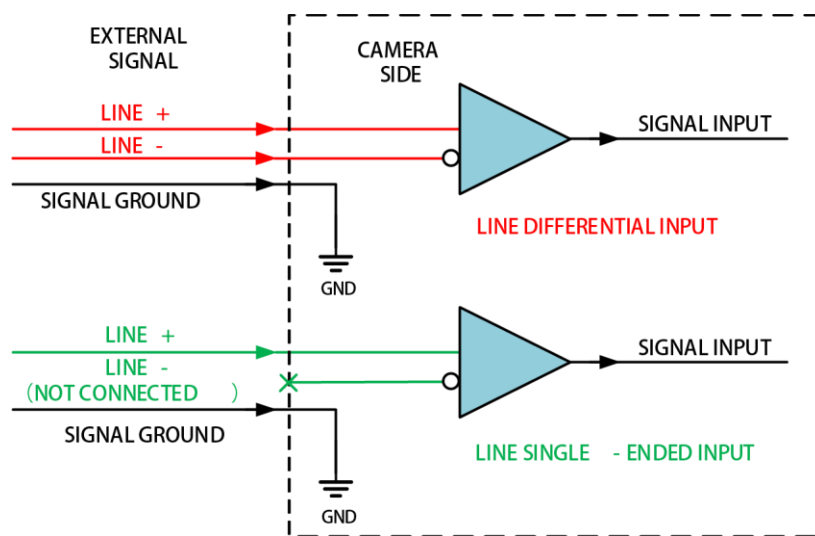 EXTERNAL
SIGNAL
CAMERA
SIDE
LINE +
LINE -
SIGNAL GROUND
SIGNAL INPUT
LINE DIFFERENTIAL INPUT
GND
LINE +
LINE -
(NOT CONNECTED )
SIGNAL GROUND
SIGNAL INPUT
LINE SINGLE - ENDED INPUT
GND